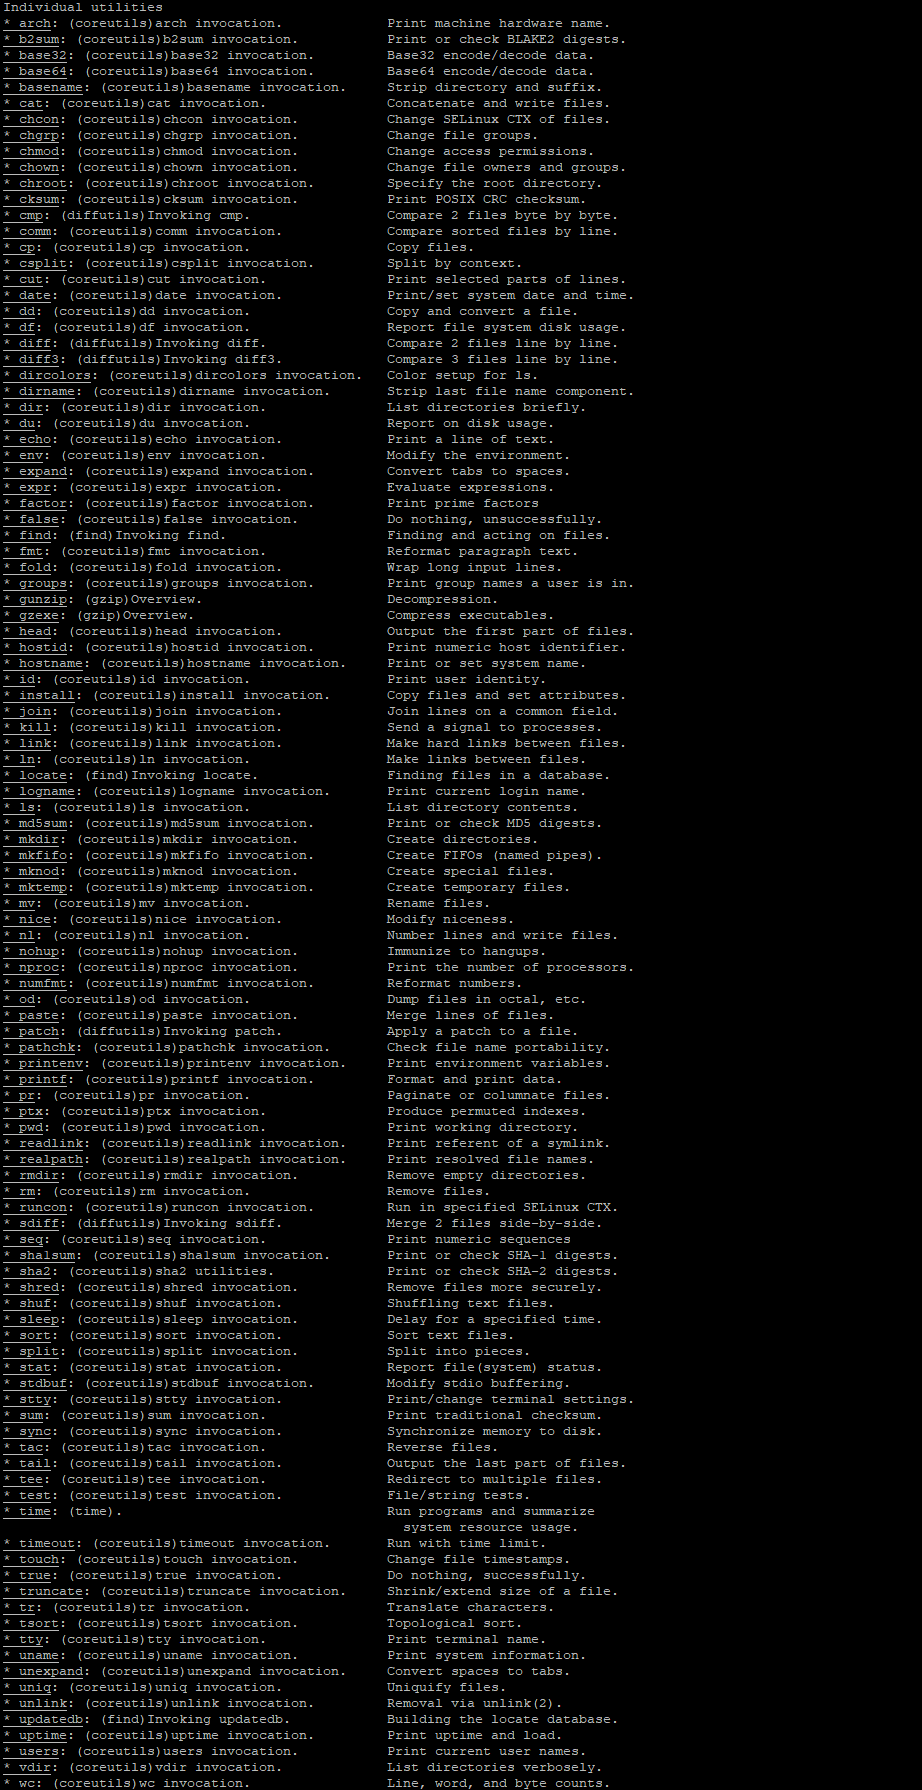 Individual utilities
* arch: (coreutils)arch invocation.             Print machine hardware name.
* b2sum: (coreutils)b2sum invocation.           Print or check BLAKE2 digests.
* base32: (coreutils)base32 invocation.         Base32 encode/decode data.
* base64: (coreutils)base64 invocation.         Base64 encode/decode data.
* basename: (coreutils)basename invocation.     Strip directory and suffix.
* cat: (coreutils)cat invocation.               Concatenate and write files.
* chcon: (coreutils)chcon invocation.           Change SELinux CTX of files.
* chgrp: (coreutils)chgrp invocation.           Change file groups.
* chmod: (coreutils)chmod invocation.           Change access permissions.
* chown: (coreutils)chown invocation.           Change file owners and groups.
* chroot: (coreutils)chroot invocation.         Specify the root directory.
* cksum: (coreutils)cksum invocation.           Print POSIX CRC checksum.
* cmp: (diffutils)Invoking cmp.                 Compare 2 files byte by byte.
* comm: (coreutils)comm invocation.             Compare sorted files by line.
* cp: (coreutils)cp invocation.                 Copy files.
* csplit: (coreutils)csplit invocation.         Split by context.
* cut: (coreutils)cut invocation.               Print selected parts of lines.
* date: (coreutils)date invocation.             Print/set system date and time.
* dd: (coreutils)dd invocation.                 Copy and convert a file.
* df: (coreutils)df invocation.                 Report file system disk usage.
* diff: (diffutils)Invoking diff.               Compare 2 files line by line.
* diff3: (diffutils)Invoking diff3.             Compare 3 files line by line.
* dircolors: (coreutils)dircolors invocation.   Color setup for ls.
* dirname: (coreutils)dirname invocation.       Strip last file name component.
* dir: (coreutils)dir invocation.               List directories briefly.
* du: (coreutils)du invocation.                 Report on disk usage.
* echo: (coreutils)echo invocation.             Print a line of text.
* env: (coreutils)env invocation.               Modify the environment.
* expand: (coreutils)expand invocation.         Convert tabs to spaces.
* expr: (coreutils)expr invocation.             Evaluate expressions.
* factor: (coreutils)factor invocation.         Print prime factors
* false: (coreutils)false invocation.           Do nothing, unsuccessfully.
* find: (find)Invoking find.                    Finding and acting on files.
* fmt: (coreutils)fmt invocation.               Reformat paragraph text.
* fold: (coreutils)fold invocation.             Wrap long input lines.
* groups: (coreutils)groups invocation.         Print group names a user is in.
* gunzip: (gzip)Overview.                       Decompression.
* gzexe: (gzip)Overview.                        Compress executables.
* head: (coreutils)head invocation.             Output the first part of files.
* hostid: (coreutils)hostid invocation.         Print numeric host identifier.
* hostname: (coreutils)hostname invocation.     Print or set system name.
* id: (coreutils)id invocation.                 Print user identity.
* install: (coreutils)install invocation.       Copy files and set attributes.
* join: (coreutils)join invocation.             Join lines on a common field.
* kill: (coreutils)kill invocation.             Send a signal to processes.
* link: (coreutils)link invocation.             Make hard links between files.
* ln: (coreutils)ln invocation.                 Make links between files.
* locate: (find)Invoking locate.                Finding files in a database.
* logname: (coreutils)logname invocation.       Print current login name.
* ls: (coreutils)ls invocation.                 List directory contents.
* md5sum: (coreutils)md5sum invocation.         Print or check MD5 digests.
* mkdir: (coreutils)mkdir invocation.           Create directories.
* mkfifo: (coreutils)mkfifo invocation.         Create FIFOs (named pipes).
* mknod: (coreutils)mknod invocation.           Create special files.
* mktemp: (coreutils)mktemp invocation.         Create temporary files.
* mv: (coreutils)mv invocation.                 Rename files.
* nice: (coreutils)nice invocation.             Modify niceness.
* nl: (coreutils)nl invocation.                 Number lines and write files.
* nohup: (coreutils)nohup invocation.           Immunize to hangups.
* nproc: (coreutils)nproc invocation.           Print the number of processors.
* numfmt: (coreutils)numfmt invocation.         Reformat numbers.
* od: (coreutils)od invocation.                 Dump files in octal, etc.
* paste: (coreutils)paste invocation.           Merge lines of files.
* patch: (diffutils)Invoking patch.             Apply a patch to a file.
* pathchk: (coreutils)pathchk invocation.       Check file name portability.
* printenv: (coreutils)printenv invocation.     Print environment variables.
* printf: (coreutils)printf invocation.         Format and print data.
* pr: (coreutils)pr invocation.                 Paginate or columnate files.
* ptx: (coreutils)ptx invocation.               Produce permuted indexes.
* pwd: (coreutils)pwd invocation.               Print working directory.
* readlink: (coreutils)readlink invocation.     Print referent of a symlink.
* realpath: (coreutils)realpath invocation.     Print resolved file names.
* rmdir: (coreutils)rmdir invocation.           Remove empty directories.
* rm: (coreutils)rm invocation.                 Remove files.
* runcon: (coreutils)runcon invocation.         Run in specified SELinux CTX.
* sdiff: (diffutils)Invoking sdiff.             Merge 2 files side-by-side.
* seq: (coreutils)seq invocation.               Print numeric sequences
* sha1sum: (coreutils)sha1sum invocation.       Print or check SHA-1 digests.
* sha2: (coreutils)sha2 utilities.              Print or check SHA-2 digests.
* shred: (coreutils)shred invocation.           Remove files more securely.
* shuf: (coreutils)shuf invocation.             Shuffling text files.
* sleep: (coreutils)sleep invocation.           Delay for a specified time.
* sort: (coreutils)sort invocation.             Sort text files.
* split: (coreutils)split invocation.           Split into pieces.
* stat: (coreutils)stat invocation.             Report file(system) status.
* stdbuf: (coreutils)stdbuf invocation.         Modify stdio buffering.
* stty: (coreutils)stty invocation.             Print/change terminal settings.
* sum: (coreutils)sum invocation.               Print traditional checksum.
* sync: (coreutils)sync invocation.             Synchronize memory to disk.
* tac: (coreutils)tac invocation.               Reverse files.
* tail: (coreutils)tail invocation.             Output the last part of files.
* tee: (coreutils)tee invocation.               Redirect to multiple files.
* test: (coreutils)test invocation.             File/string tests.
* time: (time).                                 Run programs and summarize
                                                  system resource usage.
* timeout: (coreutils)timeout invocation.       Run with time limit.
* touch: (coreutils)touch invocation.           Change file timestamps.
* true: (coreutils)true invocation.             Do nothing, successfully.
* truncate: (coreutils)truncate invocation.     Shrink/extend size of a file.
* tr: (coreutils)tr invocation.                 Translate characters.
* tsort: (coreutils)tsort invocation.           Topological sort.
* tty: (coreutils)tty invocation.               Print terminal name.
* uname: (coreutils)uname invocation.           Print system information.
* unexpand: (coreutils)unexpand invocation.     Convert spaces to tabs.
* uniq: (coreutils)uniq invocation.             Uniquify files.
* unlink: (coreutils)unlink invocation.         Removal via unlink(2).
* updatedb: (find)Invoking updatedb.            Building the locate database.
* uptime: (coreutils)uptime invocation.         Print uptime and load.
* users: (coreutils)users invocation.           Print current user names.
* vdir: (coreutils)vdir invocation.             List directories verbosely.
* wc: (coreutils)wc invocation.                 Line, word, and byte counts.